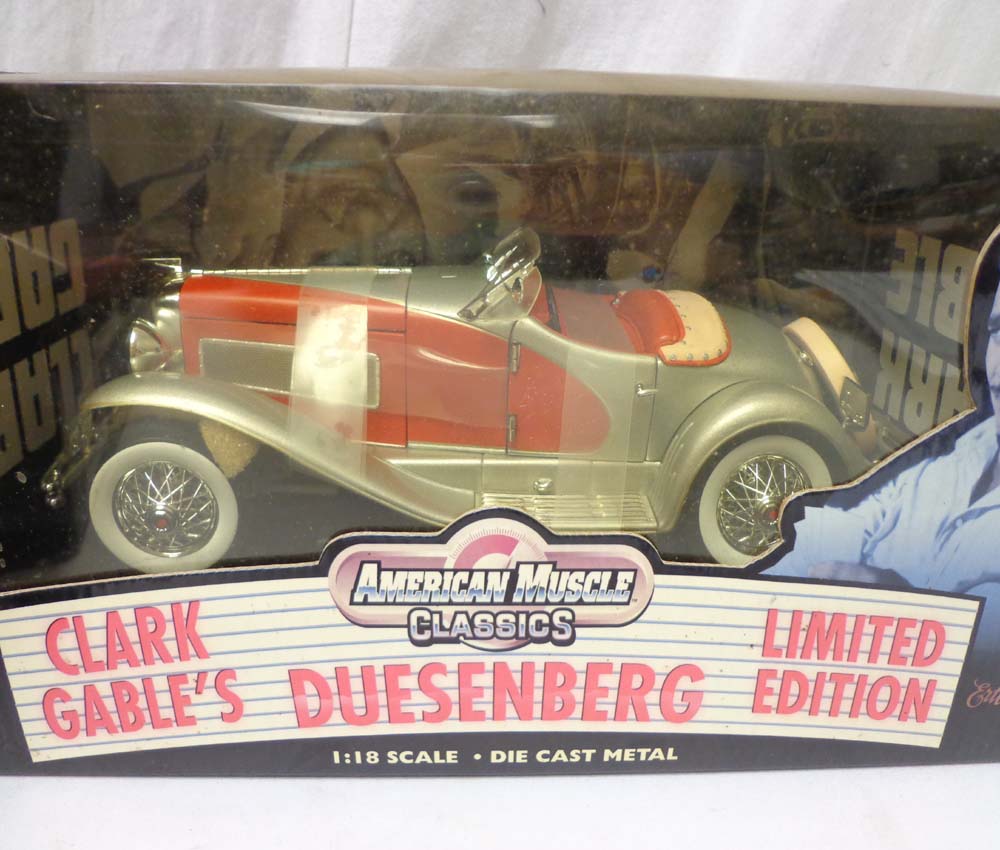 AMERICAN MUSCLE
CLASSICS
CLARK
GABLE'S
DUESENBERG
LIMITED
EDITION
1:18 SCALE • DIE CAST METAL